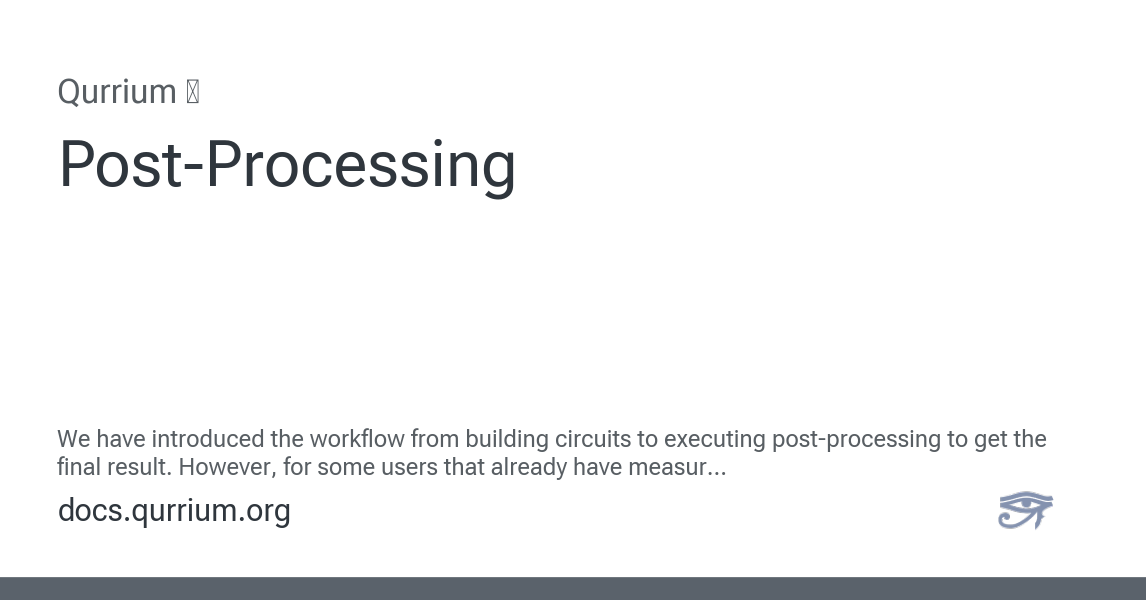 Qurrium
Post-Processing
We have introduced the workflow from building circuits to executing post-processing to get the
final result. However, for some users that already have measur...
docs.qurrium.org